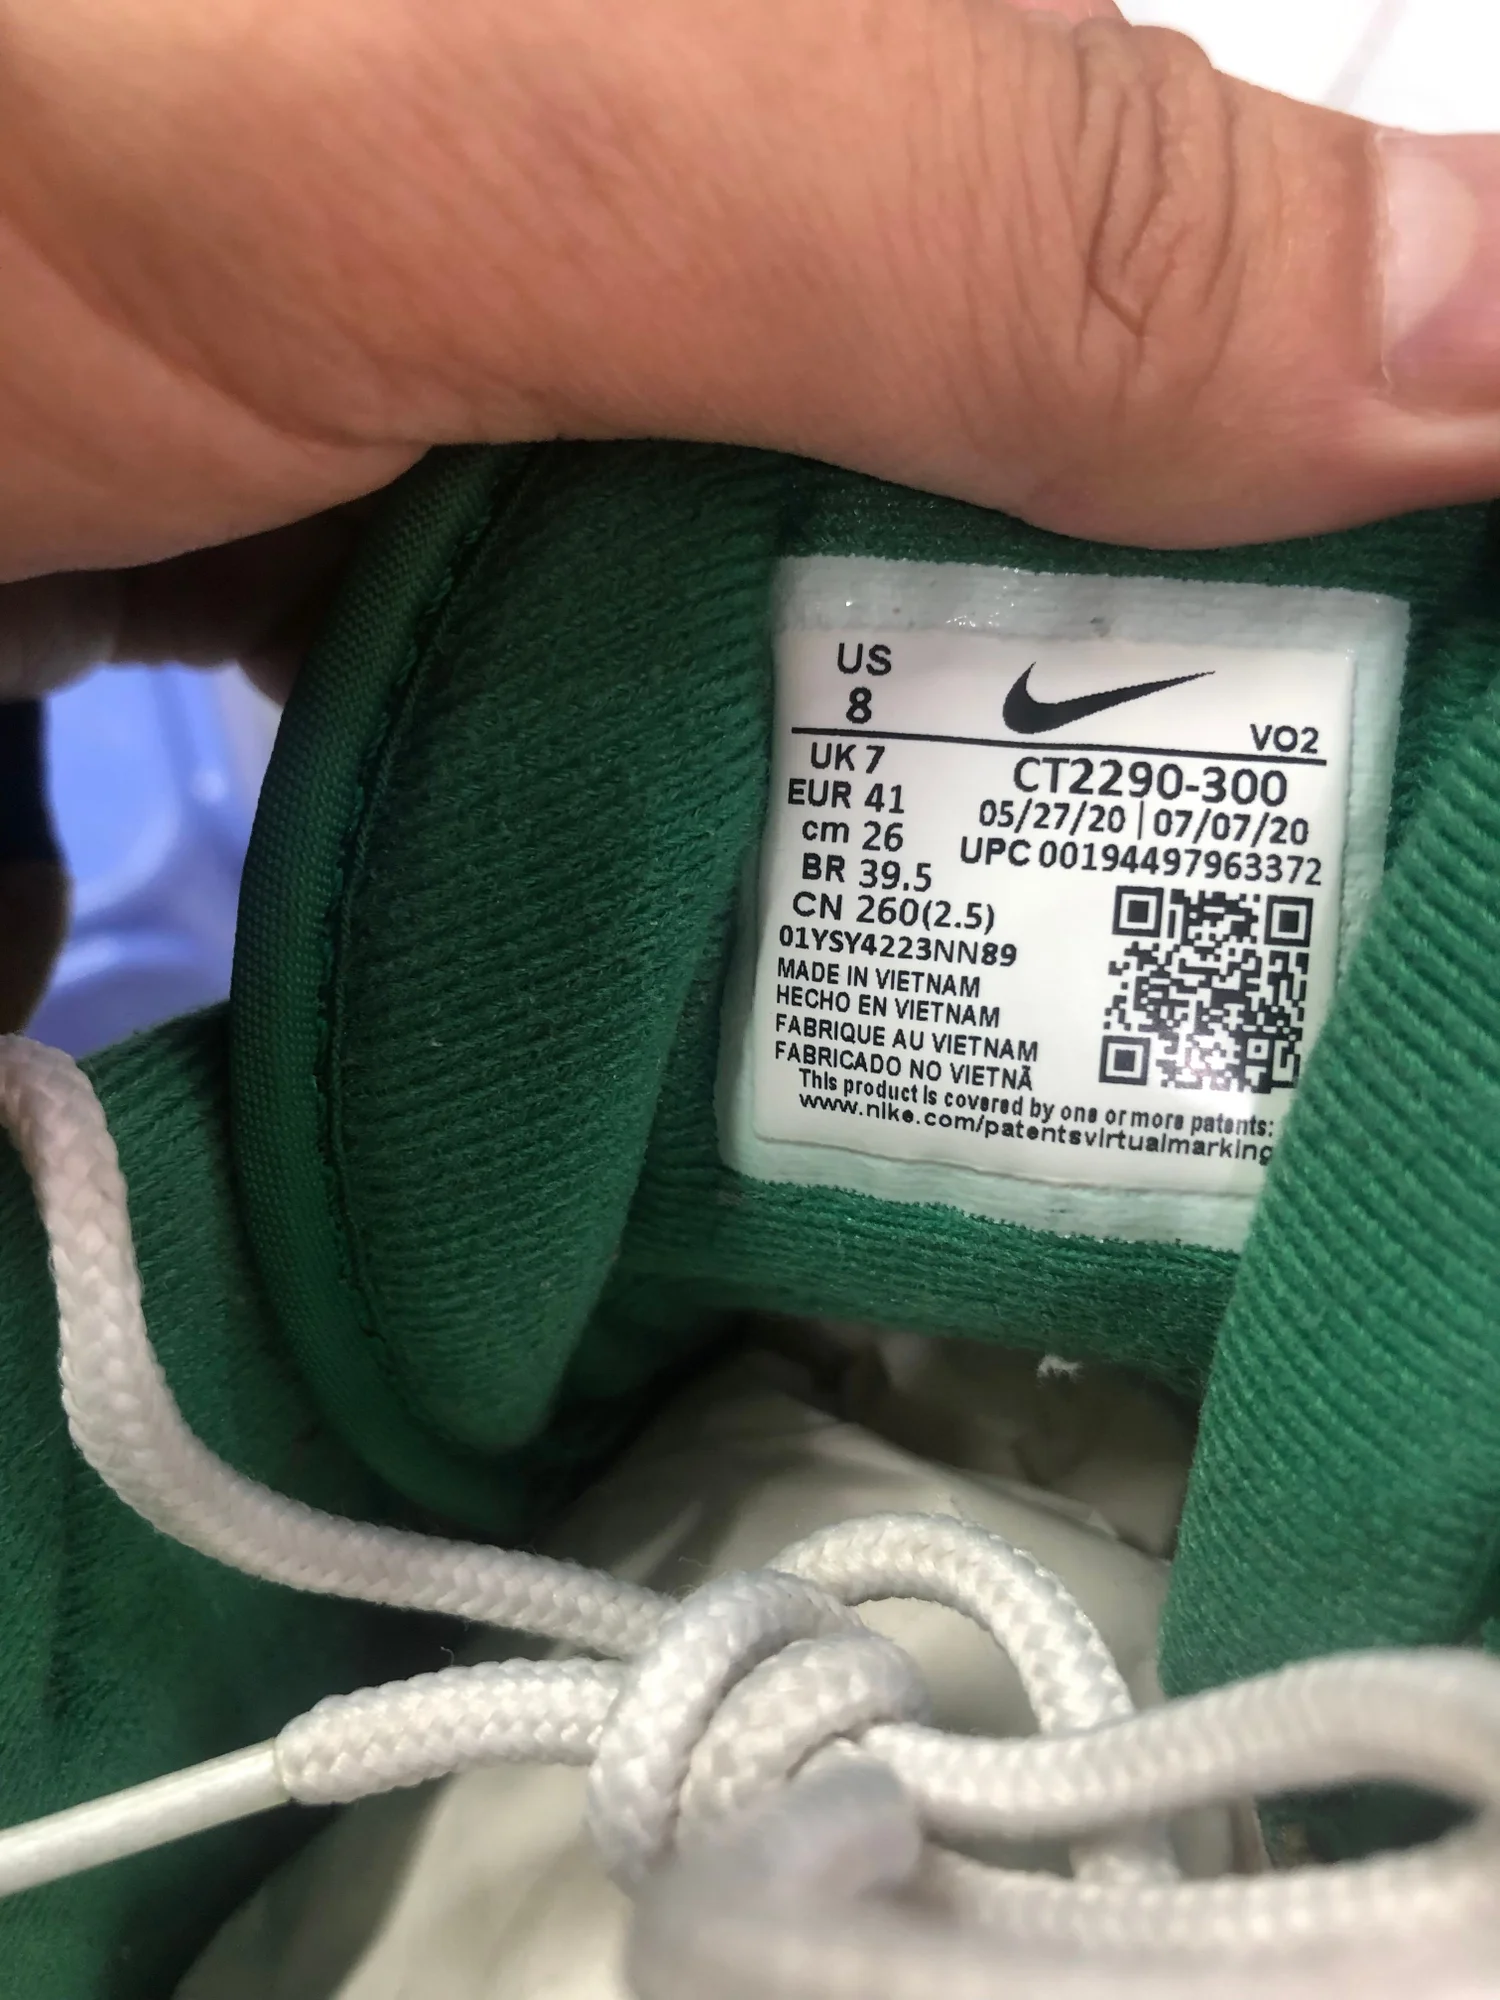 US
8
VO2
UK 7
CT2290-300
EUR 41
05/27/20 | 07/07/20
cm 26
UPC 00194497963372
BR 39.5
CN 260(2.5)
01YSY4223NN89
MADE IN VIETNAM
HECHO EN VIETNAM
FABRIQUE AU VIETNAM
FABRICADO NO VIETNÃ
This product is covered by one or more patents:
www.nike.com/patentsvirtualmarking